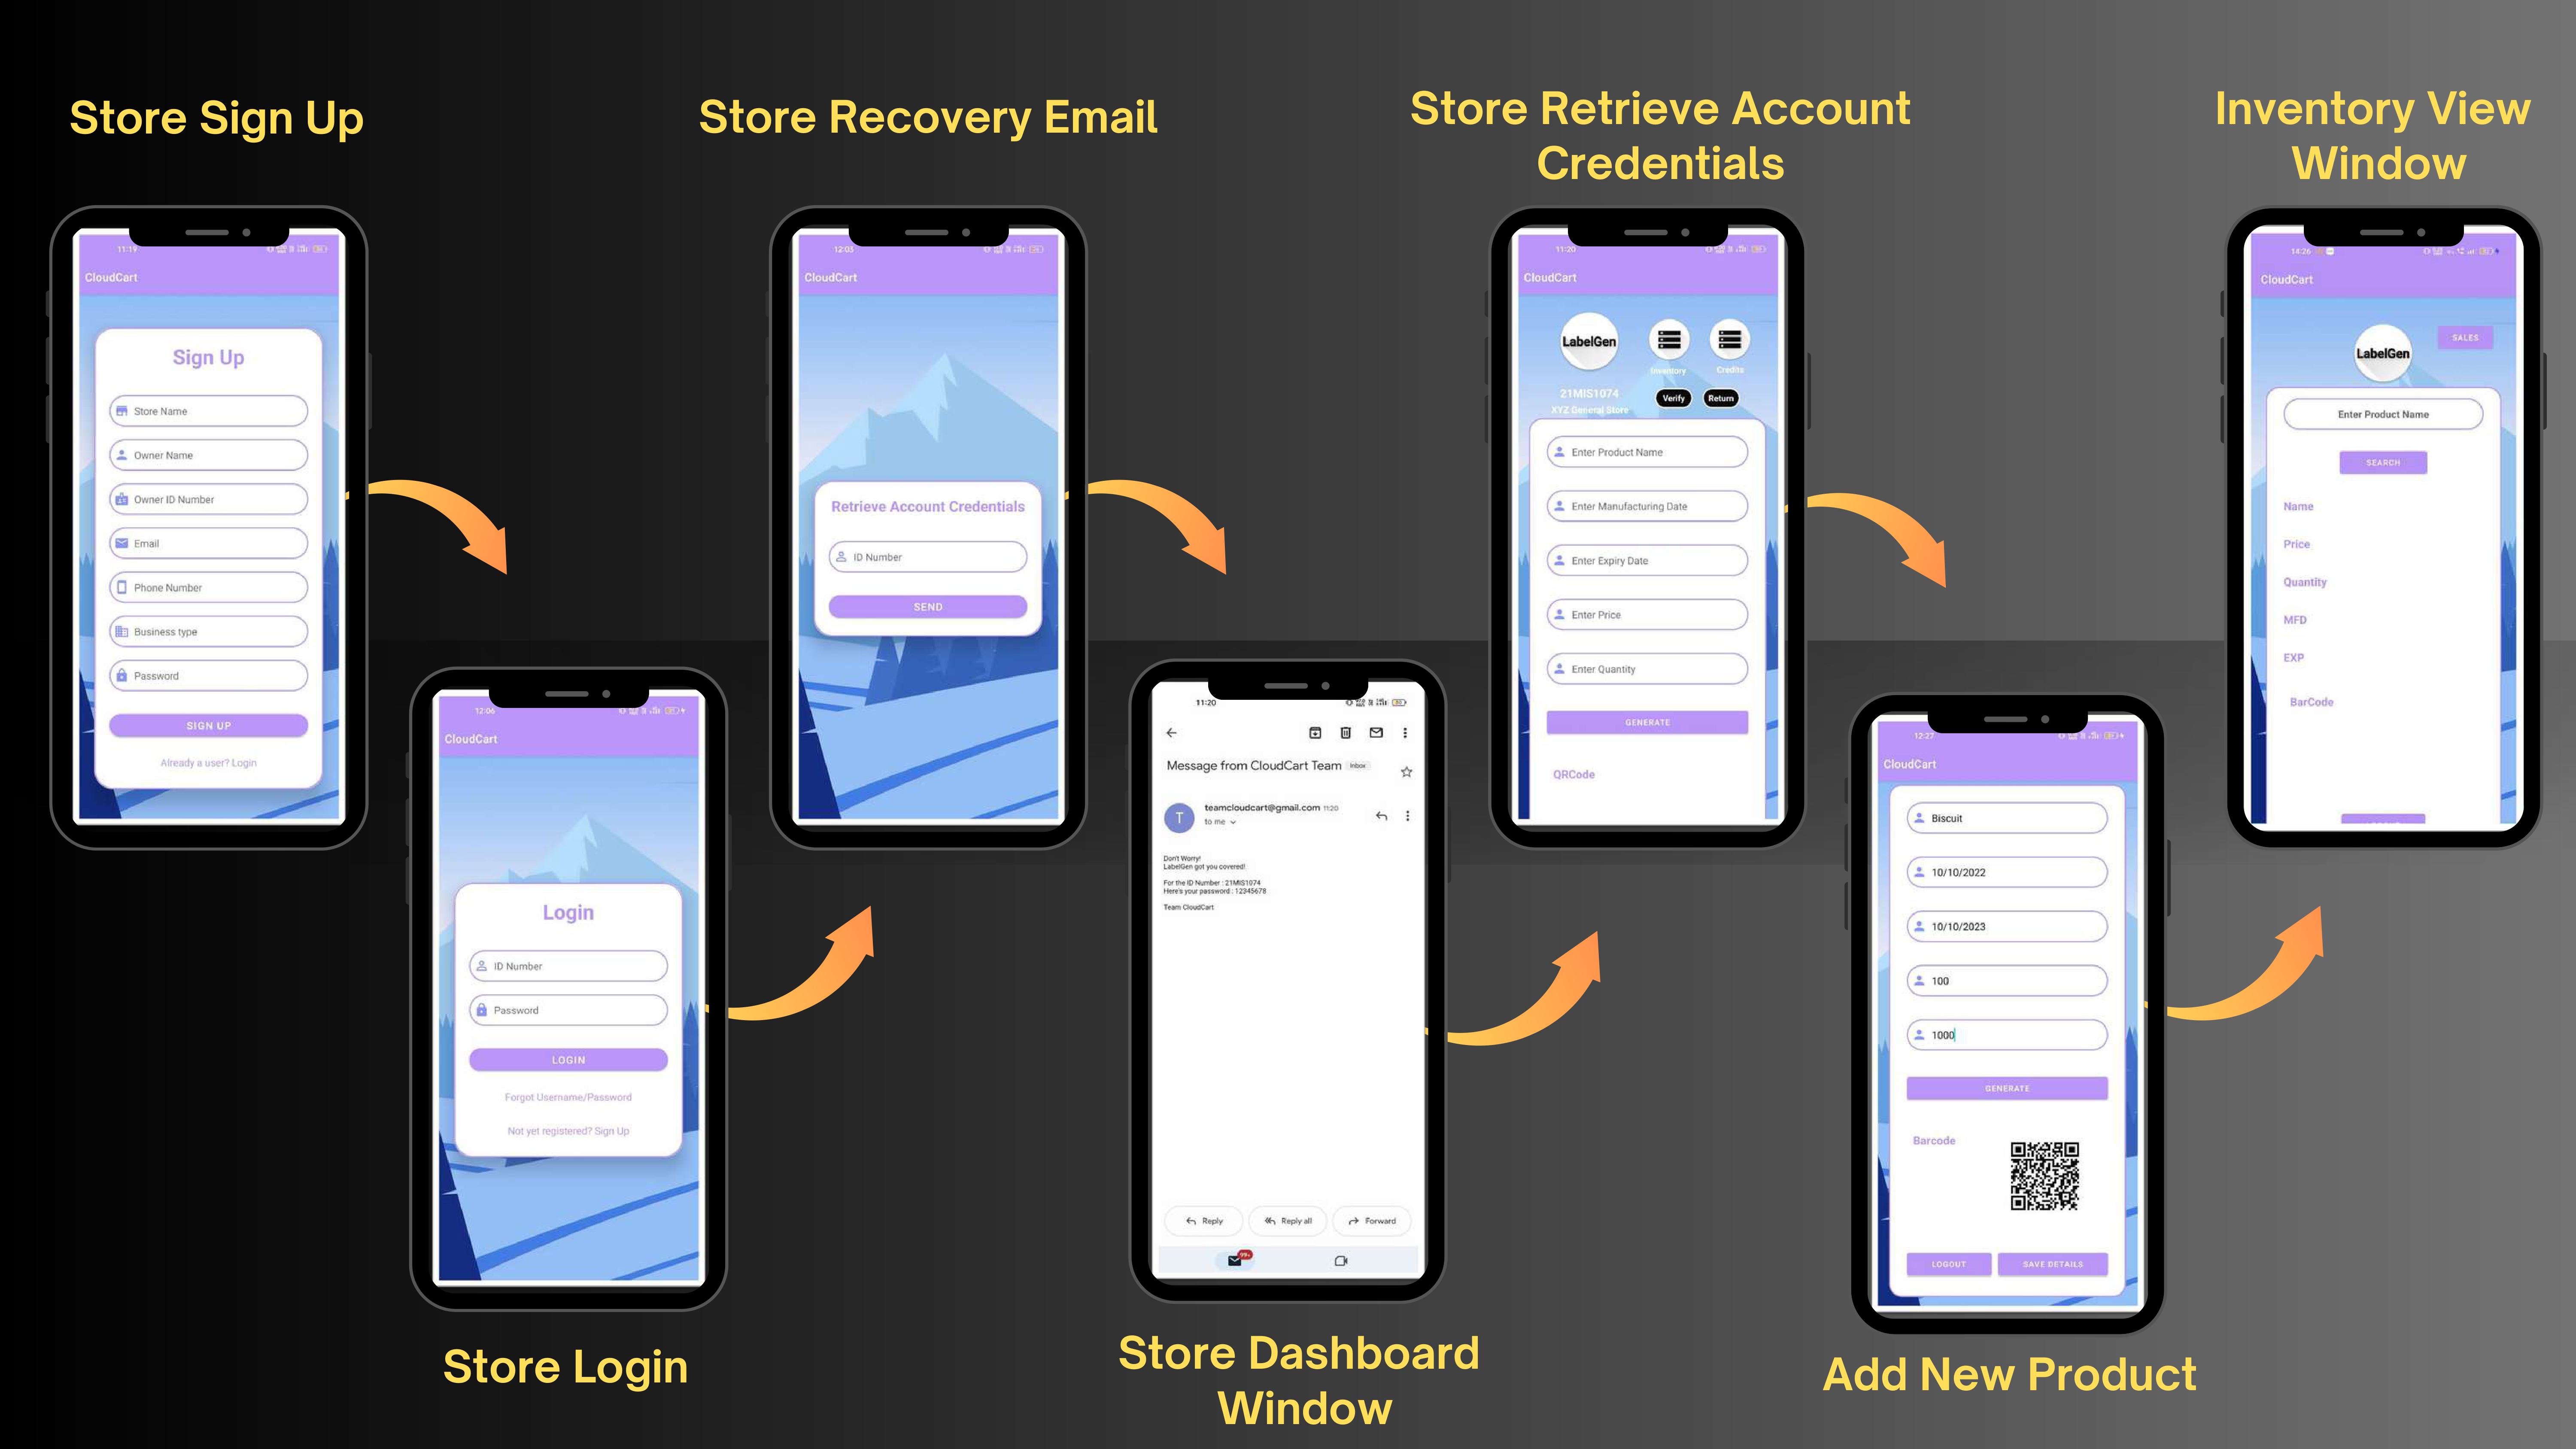 Store Sign Up
11:19
CloudCart
Sign Up
Store Name
Owner Name
Owner ID Number
Email
Phone Number
Business type
Password
SIGN UP
Already a user? Login
12:06
CloudCart
Login
ID Number
Password
LOGIN
Forgot Username/Password
Not yet registered? Sign Up
Store Login
Store Recovery Email
12:03
CloudCart
Retrieve Account Credentials
ID Number
SEND
11:20
Message from CloudCart Team Inbox
T
teamcloudcart@gmail.com 11:20
to me
Don't Worry!
LabelGen got you covered!
For the ID Number : 21MIS1074
Here's your password : 12345678
Team CloudCart
Reply
Reply all
Forward
99+
Store Dashboard
Window
Store Retrieve Account
Credentials
11:20
CloudCart
LabelGen
Inventory
Credits
21MIS1074
XYZ General Store
Verify
Return
Enter Product Name
Enter Manufacturing Date
Enter Expiry Date
Enter Price
Enter Quantity
GENERATE
QRCode
12:27
CloudCart
Biscuit
10/10/2022
10/10/2023
100
1000
GENERATE
Barcode
LOGOUT
SAVE DETAILS
Add New Product
Inventory View
Window
14:26
CloudCart
LabelGen
SALES
Enter Product Name
SEARCH
Name
Price
Quantity
MFD
EXP
BarCode